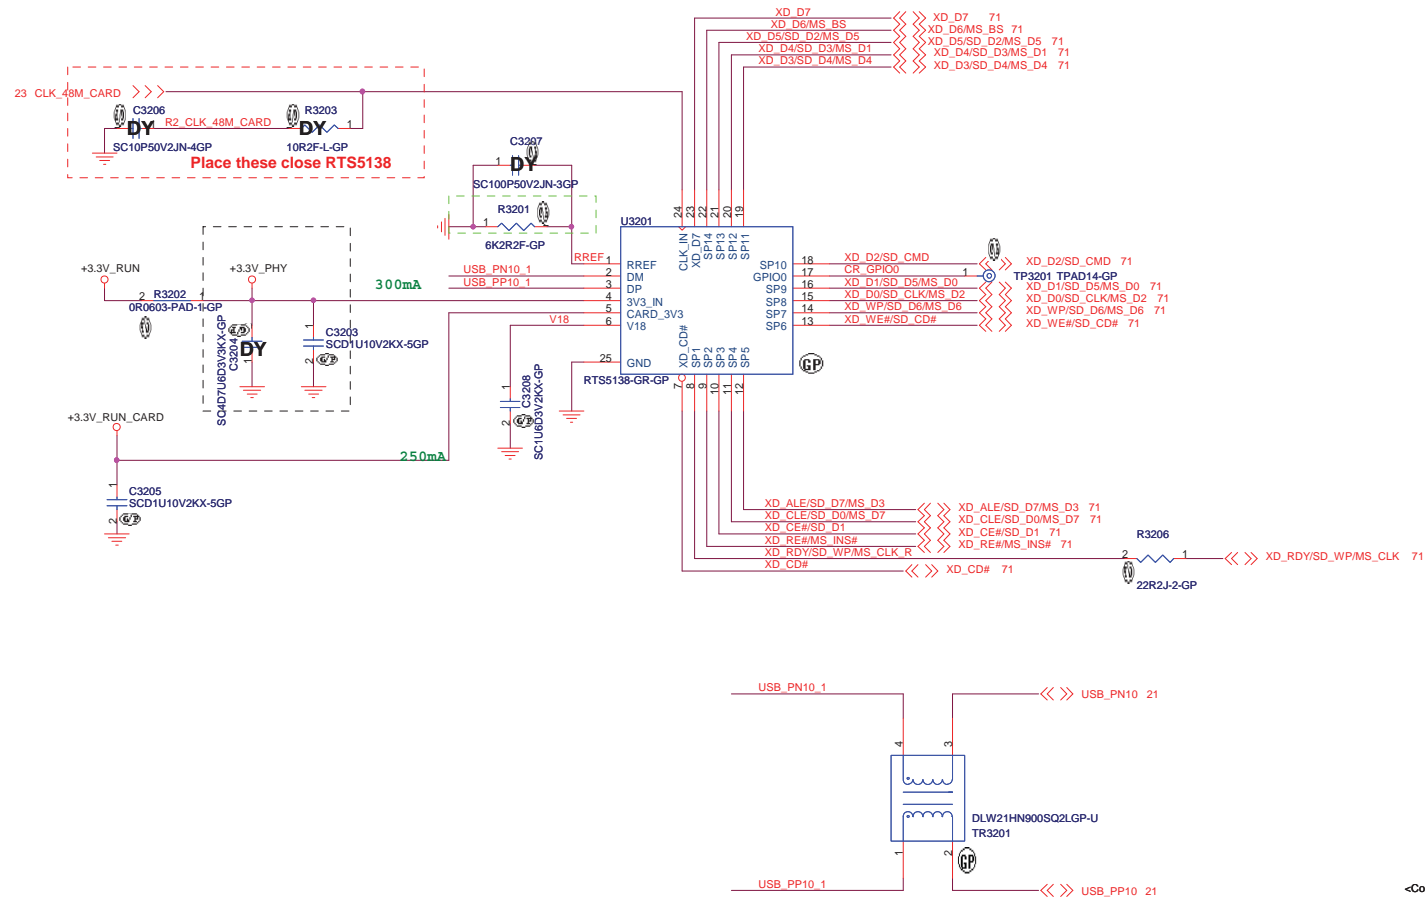 XD_D7
XD_D7 71
XD_D6/MS_BS
XD_D6/MS_BS 71
XD_D5/SD_D2/MS_D5
XD_D5/SD_D2/MS_D5 71
XD_D4/SD_D3/MS_D1
XD_D4/SD_D3/MS_D1 71
XD_D3/SD_D4/MS_D4
XD_D3/SD_D4/MS_D4 71
23 CLK_48M_CARD
C3206
R3203
DY
R2_CLK_48M_CARD
DY
1
SC10P50V2JN-4GP
10R2F-L-GP
Place these close RTS5138
C3207
1
DY
SC100P50V2JN-3GP
R3201
1
6K2R2F-GP
U3201
24
23
22
21
20
19
CLK_IN
XD_D7
SP14
SP13
SP12
SP11
RREF
1
RREF
USB_PN10_1
2
DM
USB_PP10_1
3
DP
300mA
4
3V3_IN
5
CARD_3V3
V18
6
V18
25
GND
RTS5138-GR-GP
SP10
18
XD_D2/SD_CMD
XD_D2/SD_CMD 71
GPIO0
17
CR_GPIO0
1
TP3201 TPAD14-GP
SP9
16
XD_D1/SD_D5/MS_D0
XD_D1/SD_D5/MS_D0 71
SP8
15
XD_D0/SD_CLK/MS_D2
XD_D0/SD_CLK/MS_D2 71
SP7
14
XD_WP/SD_D6/MS_D6
XD_WP/SD_D6/MS_D6 71
SP6
13
XD_WE#/SD_CD#
XD_WE#/SD_CD# 71
GP
XD_CD#
SP1
SP2
SP3
SP4
SP5
7
8
9
10
11
12
+3.3V_RUN
+3.3V_PHY
2
R3202
1
0R0603-PAD-1-GP
SC4D7U6D3V3KX-GP
C3204
DY
1
G/P
1
C3203
SCD1U10V2KX-5GP
2
G/P
1
C3208
SC1U6D3V2KX-GP
2
G/P
+3.3V_RUN_CARD
250mA
1
C3205
SCD1U10V2KX-5GP
2
G/P
XD_ALE/SD_D7/MS_D3
XD_ALE/SD_D7/MS_D3 71
XD_CLE/SD_D0/MS_D7
XD_CLE/SD_D0/MS_D7 71
XD_CE#/SD_D1
XD_CE#/SD_D1 71
XD_RE#/MS_INS#
XD_RE#/MS_INS# 71
XD_RDY/SD_WP/MS_CLK_R
R3206
2
1
22R2J-2-GP
XD_RDY/SD_WP/MS_CLK 71
XD_CD#
XD_CD# 71
USB_PN10_1
USB_PN10 21
4
3
DLW21HN900SQ2LGP-U
TR3201
1
2
GP
USB_PP10_1
USB_PP10 21
<Co